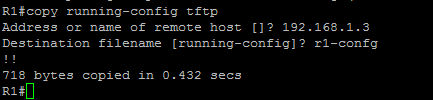 R1#copy running-config tftp
Address or name of remote host []? 192.168.1.3
Destination filename [running-config]? r1-confg
!!
718 bytes copied in 0.432 secs
R1#